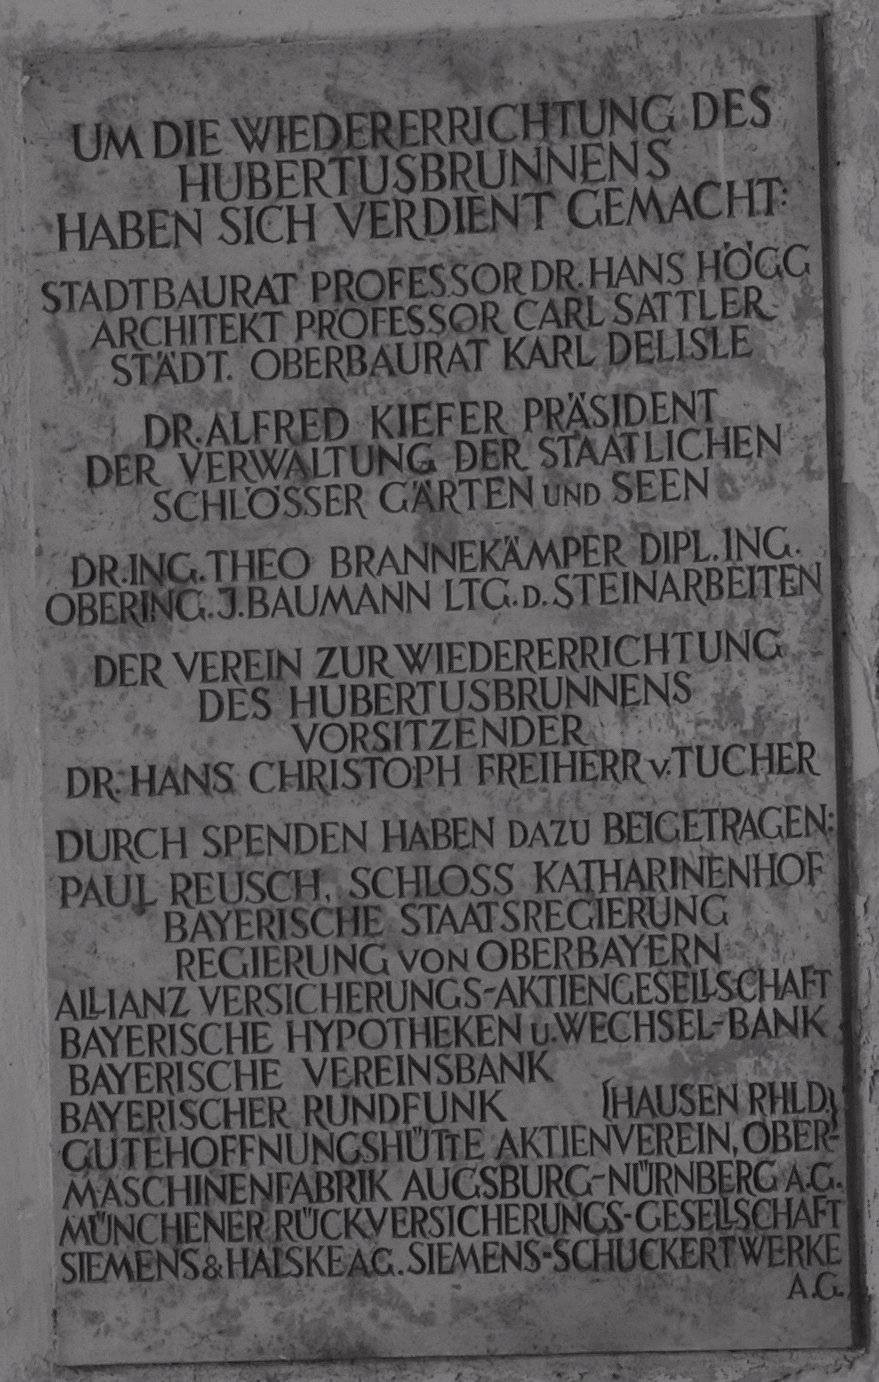 UM DIE WIEDERERRICHTUNG DES
HUBERTUSBRUNNENS
HABEN SICH VERDIENT GEMACHT:
STADTBAURAT PROFESSOR DR. HANS HÖGG
ARCHITEKT PROFESSOR CARL SATTLER
STÄDT. OBERBAURAT KARL DELISLE
DR. ALFRED KIEFER PRÄSIDENT
DER VERWALTUNG DER STAATLICHEN
SCHLÖSSER GÄRTEN UND SEEN
DR.ING. THEO BRANNEKÄMPER DIPL.ING.
OBERING. J. BAUMANN LTG. D. STEINARBEITEN
DER VEREIN ZUR WIEDERERRICHTUNG
DES HUBERTUSBRUNNENS
VORSITZENDER
DR. HANS CHRISTOPH FREIHERR v. TUCHER
DURCH SPENDEN HABEN DAZU BEIGETRAGEN:
PAUL REUSCH, SCHLOSS KATHARINENHOF
BAYERISCHE STAATSREGIERUNG
REGIERUNG VON OBERBAYERN
ALLIANZ VERSICHERUNGS-AKTIENGESELLSCHAFT
BAYERISCHE HYPOTHEKEN u. WECHSEL-BANK
BAYERISCHE VEREINSBANK
BAYERISCHER RUNDFUNK [HAUSEN RHLD.]
GUTEHOFFNUNGSHÜTTE AKTIENVEREIN, OBER-
MASCHINENFABRIK AUGSBURG-NÜRNBERG A.G.
MÜNCHENER RÜCKVERSICHERUNGS-GESELLSCHAFT
SIEMENS & HALSKE A.G. SIEMENS-SCHUCKERTWERKE
A.G.